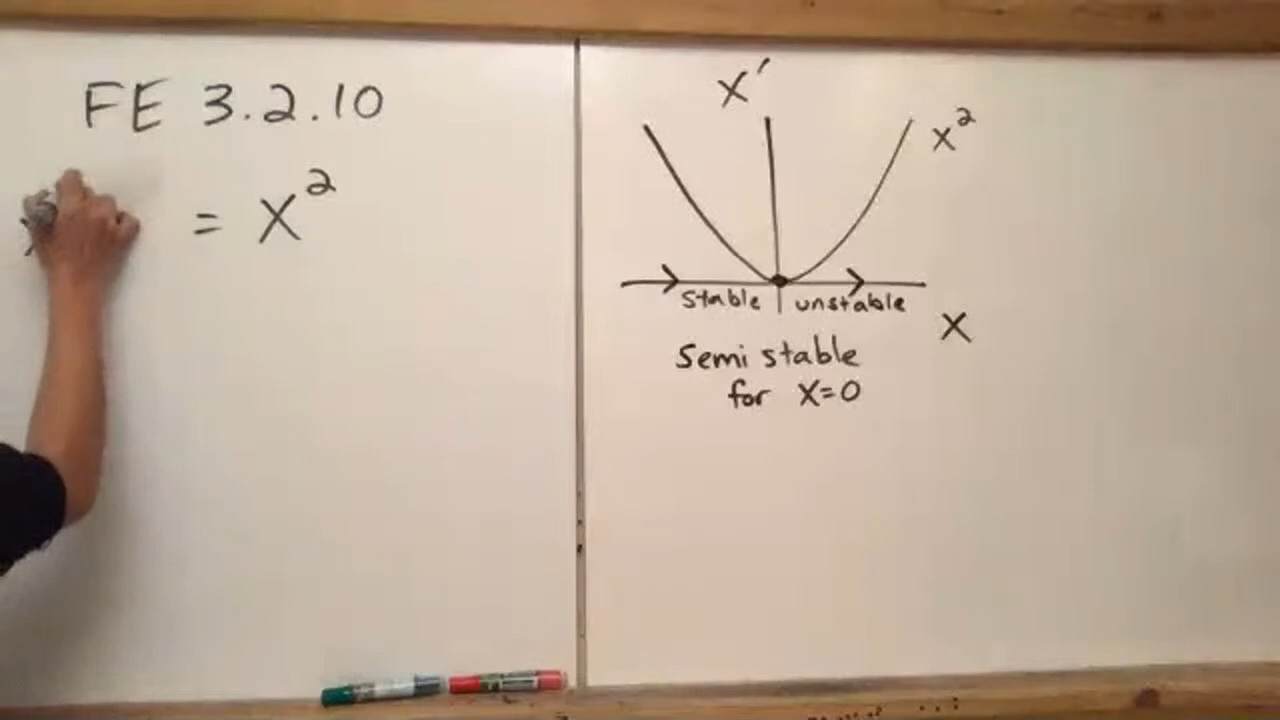 FE 3.2.10
= x²
x'
x²
stable unstable
x
Semi stable
for x=0